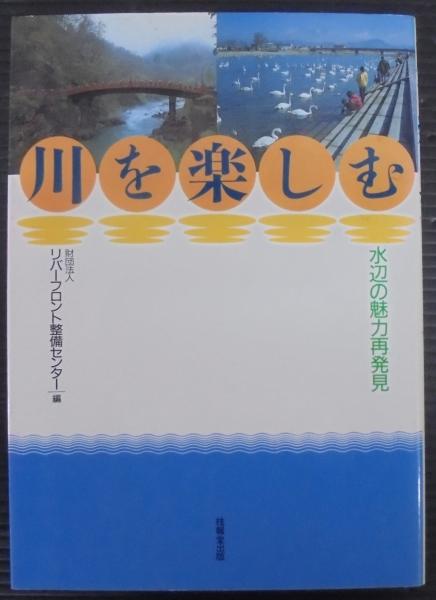 川を楽しむ
水辺の魅力再発見
財団法人
リバーフロント整備センター 編
技報堂出版